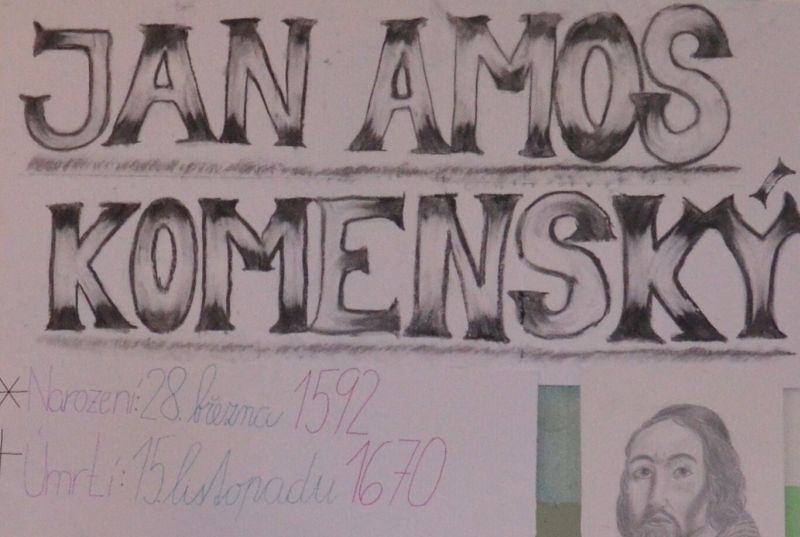 JAN AMOS
KOMENSKÝ
* Narození: 28. března 1592
† Úmrtí: 15. listopadu 1670